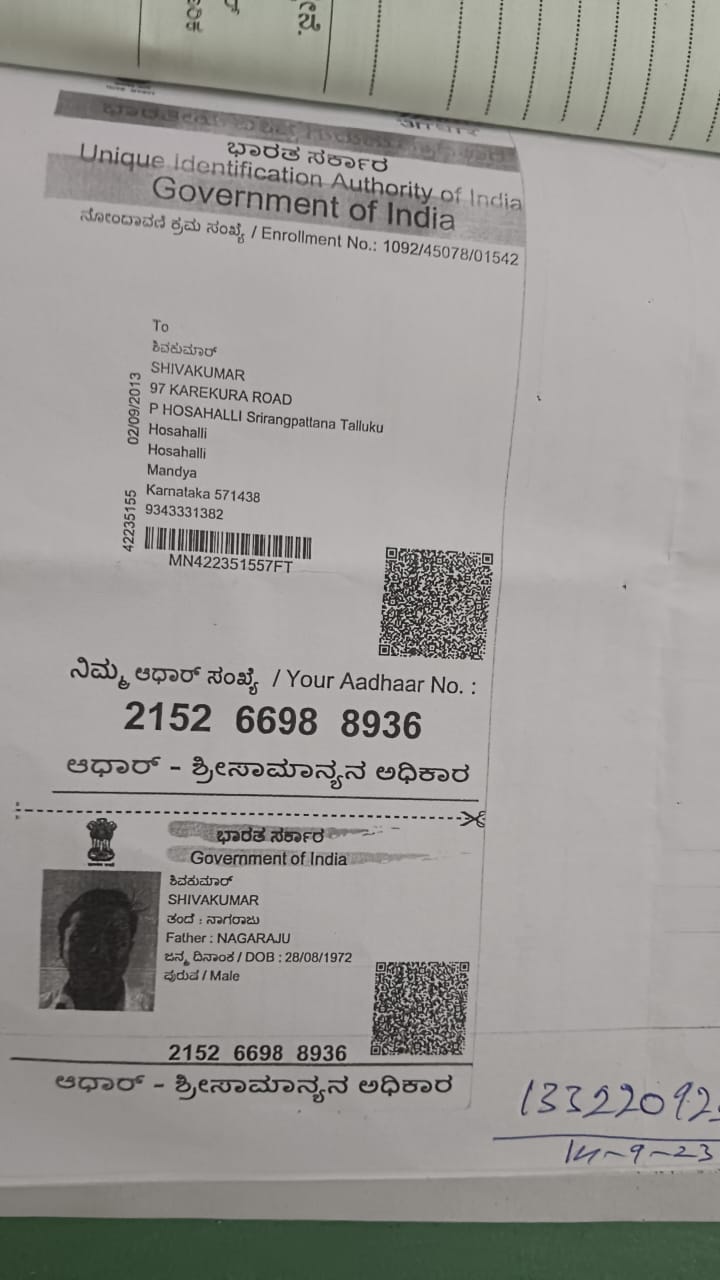 ಭಾರತ ಸರ್ಕಾರ
Unique Identification Authority of India
Government of India
ನೋಂದಾವಣಿ ಕ್ರಮ ಸಂಖ್ಯೆ / Enrollment No.: 1092/45078/01542
To
ಶಿವಕುಮಾರ್
SHIVAKUMAR
97 KAREKURA ROAD
P HOSAHALLI Srirangpattana Talluku
Hosahalli
Hosahalli
Mandya
Karnataka 571438
9343331382
02/09/2013
42235155
MN422351557FT
ನಿಮ್ಮ ಆಧಾರ್ ಸಂಖ್ಯೆ / Your Aadhaar No. :
2152 6698 8936
ಆಧಾರ್ - ಶ್ರೀಸಾಮಾನ್ಯನ ಅಧಿಕಾರ
ಭಾರತ ಸರ್ಕಾರ
Government of India
ಶಿವಕುಮಾರ್
SHIVAKUMAR
ತಂದೆ : ನಾಗರಾಜು
Father : NAGARAJU
ಜನ್ಮ ದಿನಾಂಕ / DOB : 28/08/1972
ಪುರುಷ / Male
2152 6698 8936
ಆಧಾರ್ - ಶ್ರೀಸಾಮಾನ್ಯನ ಅಧಿಕಾರ
13322092
14-9-23